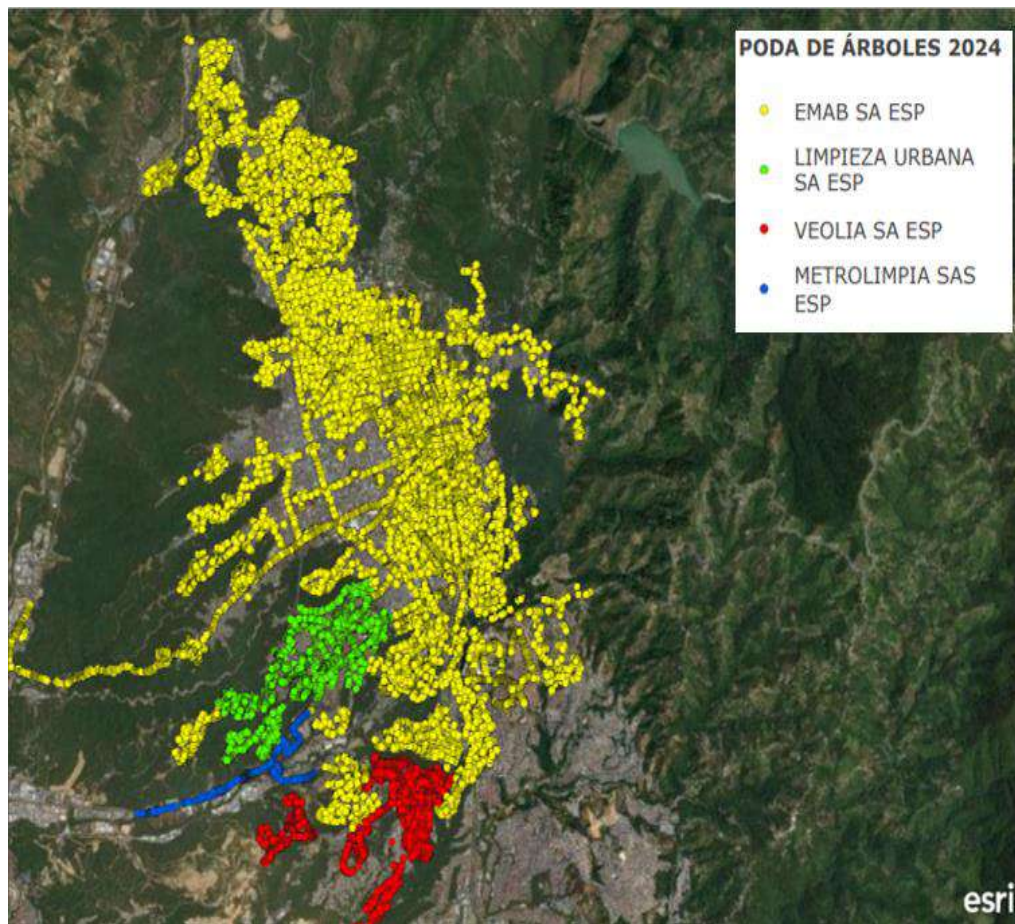 PODA DE ÁRBOLES 2024
EMAB SA ESP
LIMPIEZA URBANA
SA ESP
VEOLIA SA ESP
METROLIMPIA SAS
ESP
esri